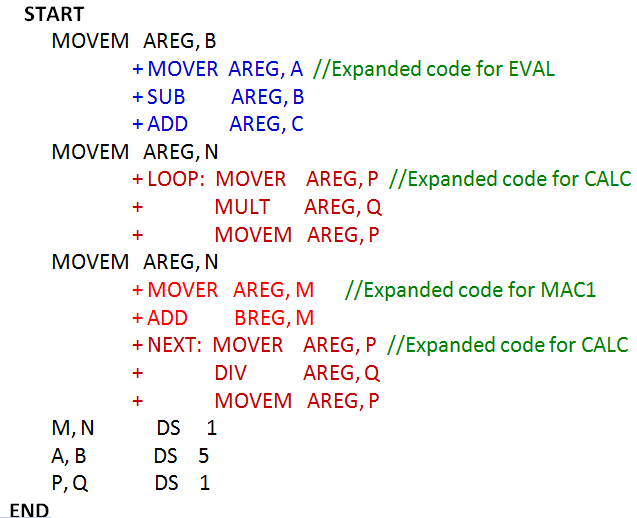 START
MOVEM AREG, B
+ MOVER AREG, A //Expanded code for EVAL
+ SUB AREG, B
+ ADD AREG, C
MOVEM AREG, N
+ LOOP: MOVER AREG, P //Expanded code for CALC
+ MULT AREG, Q
+ MOVEM AREG, P
MOVEM AREG, N
+ MOVER AREG, M //Expanded code for MAC1
+ ADD BREG, M
+ NEXT: MOVER AREG, P //Expanded code for CALC
+ DIV AREG, Q
+ MOVEM AREG, P
M, N DS 1
A, B DS 5
P, Q DS 1
END